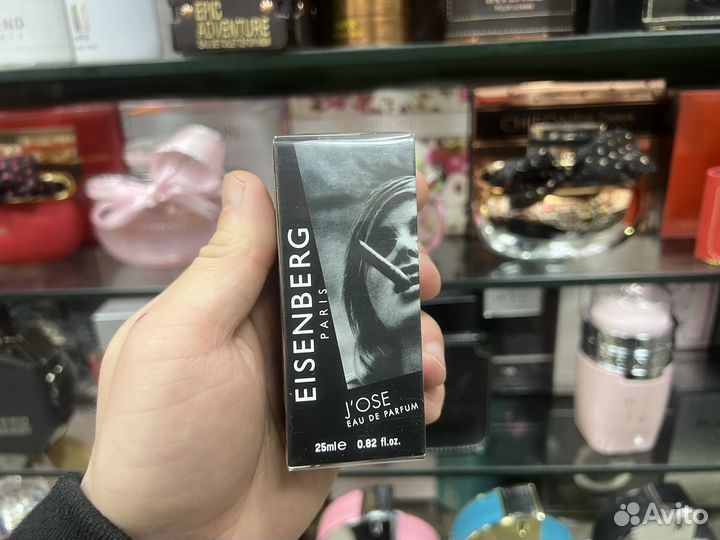 EPIC
ADVENTURE
EISENBERG
PARIS
J'OSE
EAU DE PARFUM
25ml e 0.82 fl.oz.
Avito